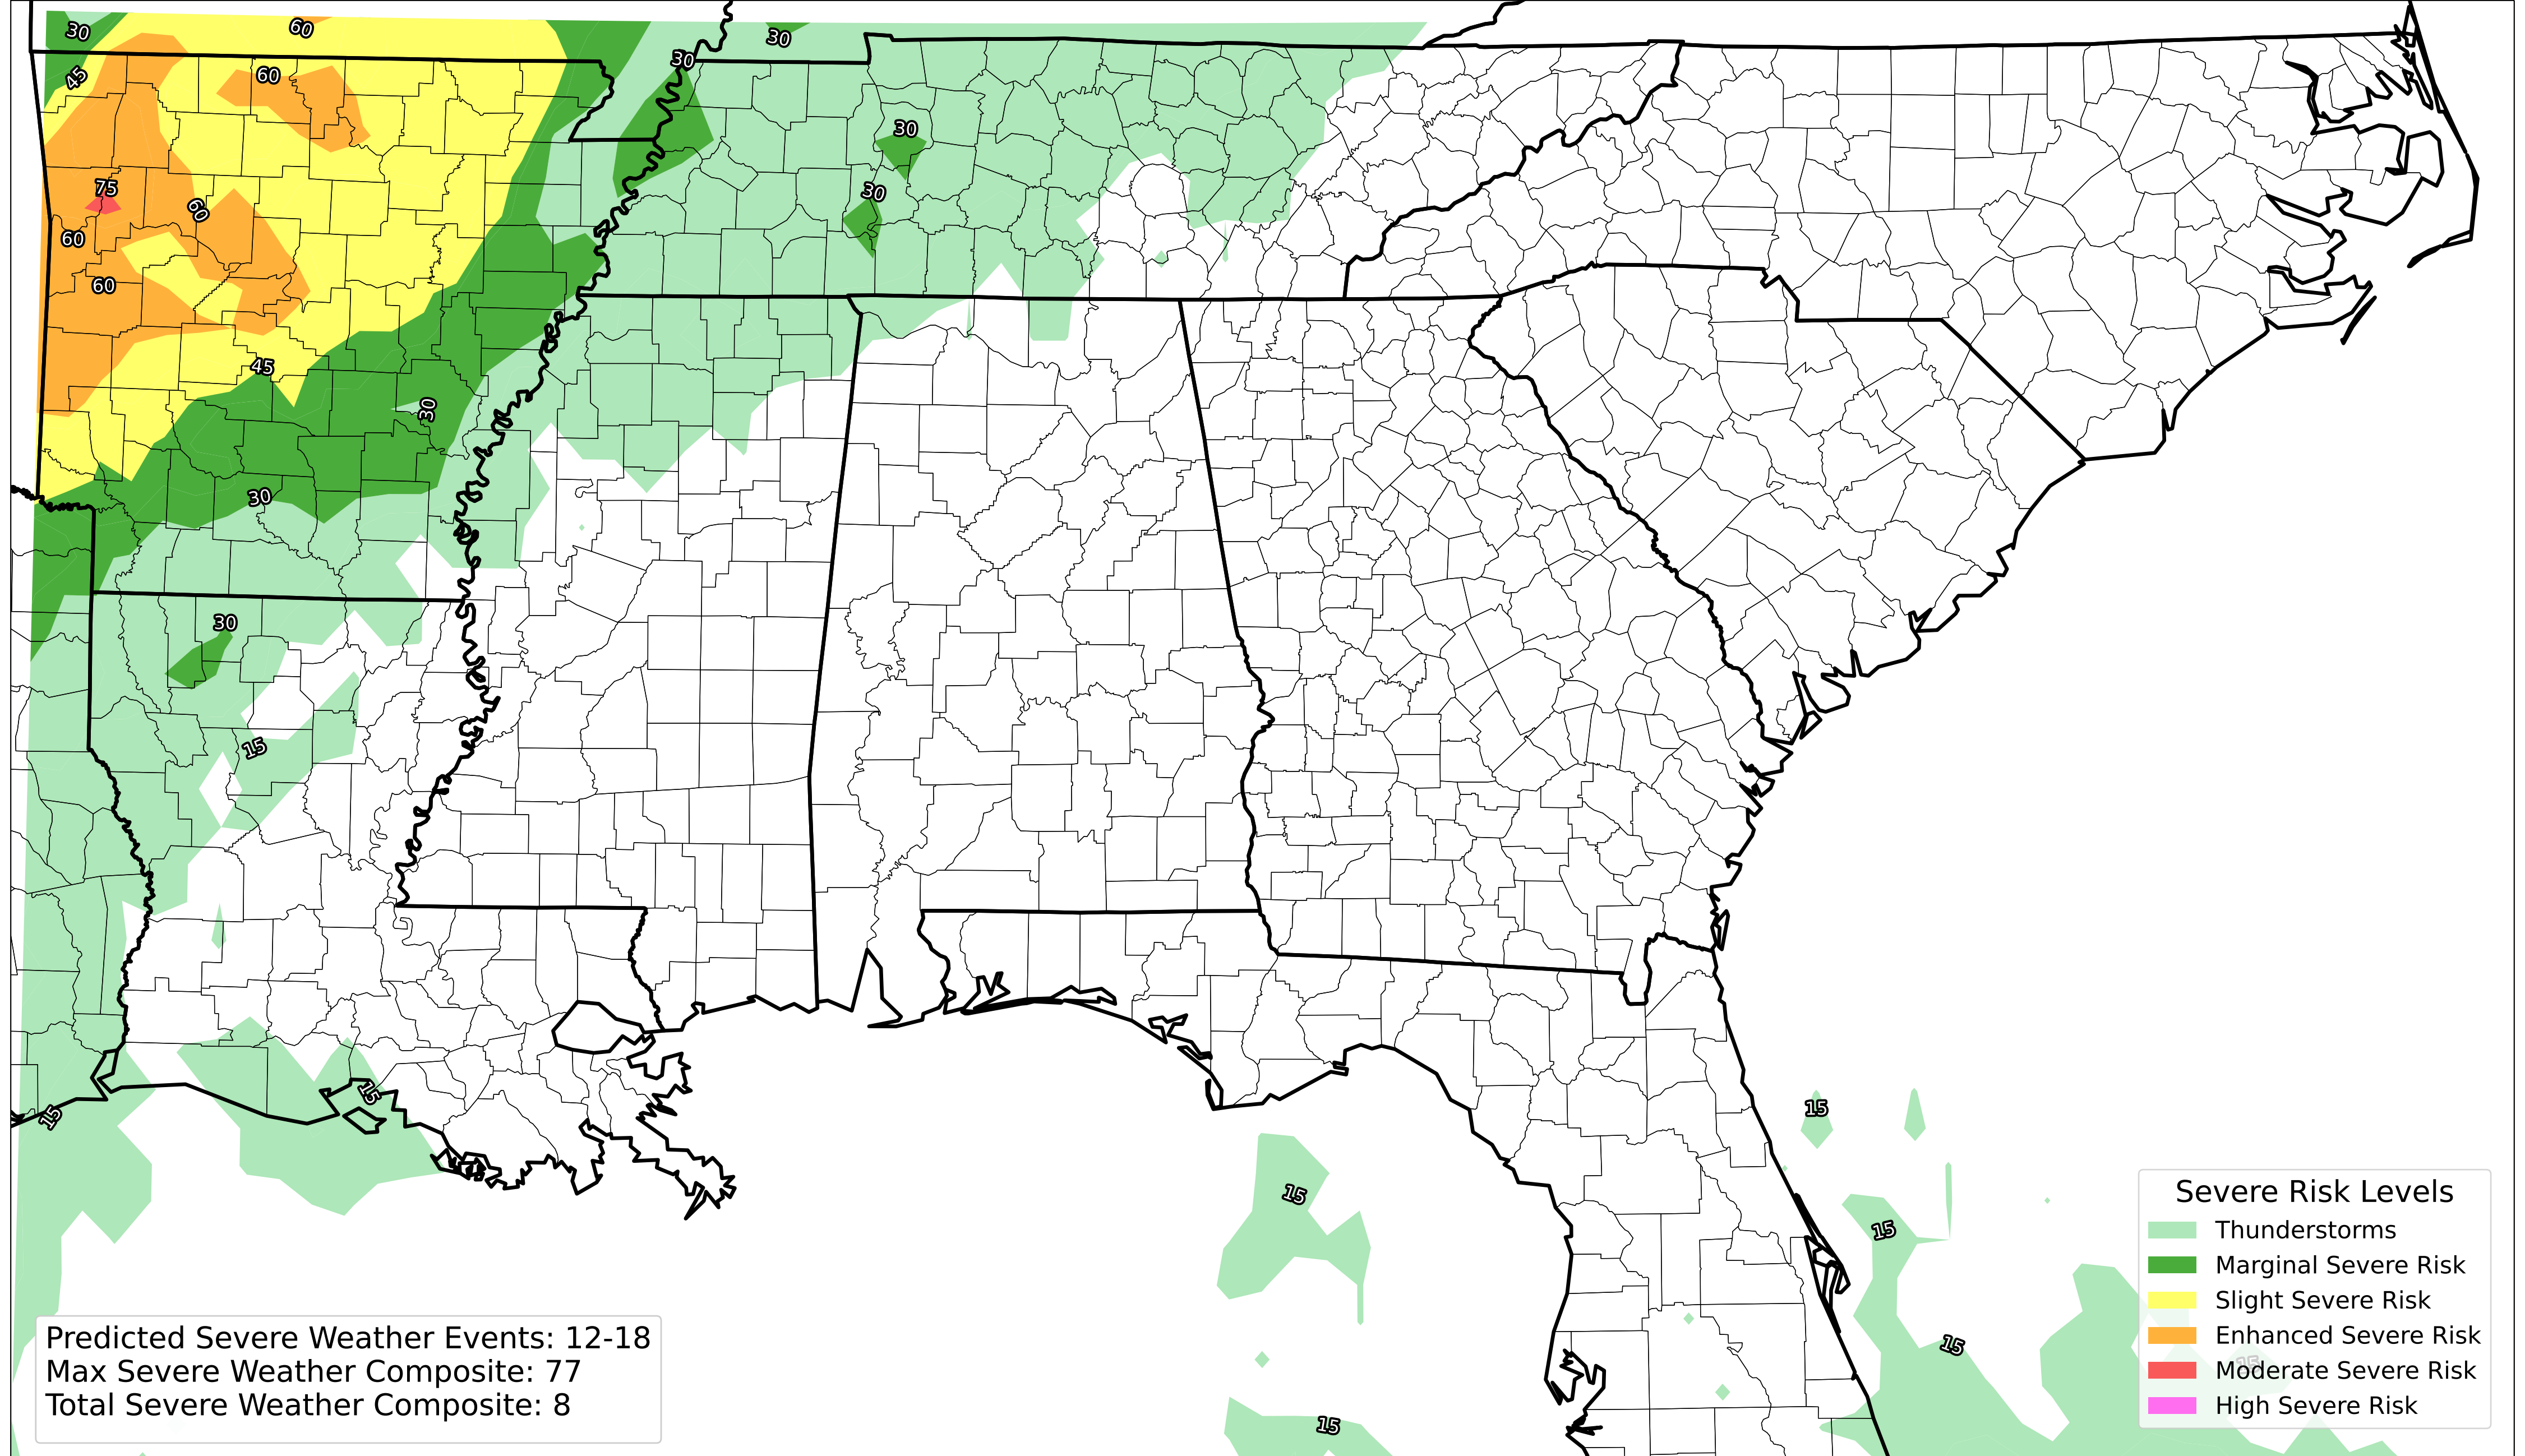 30
60
30
30
45
60
30
75
60
30
60
60
45
30
30
30
15
15
15
15
15
15
15
15
15
Severe Risk Levels
Thunderstorms
Marginal Severe Risk
Slight Severe Risk
Enhanced Severe Risk
Moderate Severe Risk
High Severe Risk
Predicted Severe Weather Events: 12-18
Max Severe Weather Composite: 77
Total Severe Weather Composite: 8